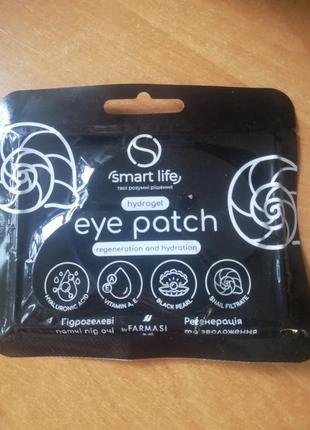 smart life
твої розумні рішення
hydrogel
eye patch
regeneration and hydration
HYALURONIC ACID
VITAMIN A, E
BLACK PEARL
SNAIL FILTRATE
Гідрогелеві
патчі під очі
by FARMASI
Регенерація
та зволоження